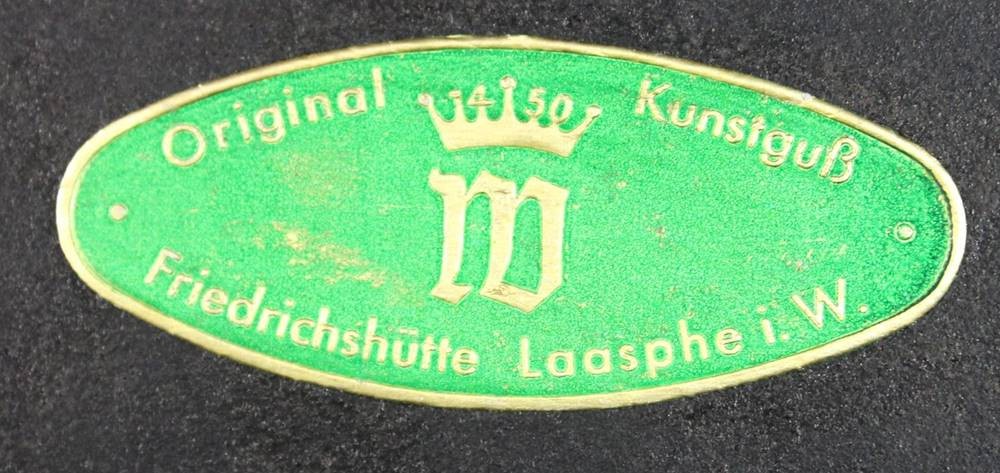 Original
1450
Kunstguß
W
Friedrichshütte Laasphe i. W.